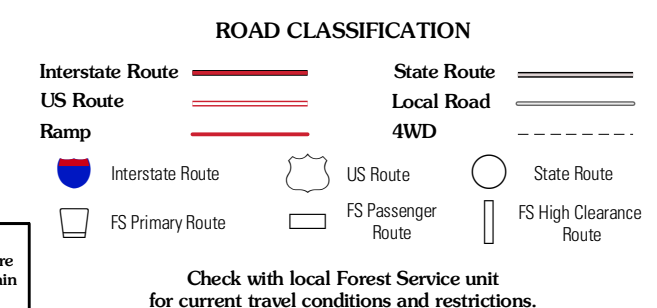 ROAD CLASSIFICATION
Interstate Route
State Route
US Route
Local Road
Ramp
4WD
Interstate Route
US Route
State Route
FS Primary Route
FS Passenger
Route
FS High Clearance
Route
Check with local Forest Service unit
for current travel conditions and restrictions.